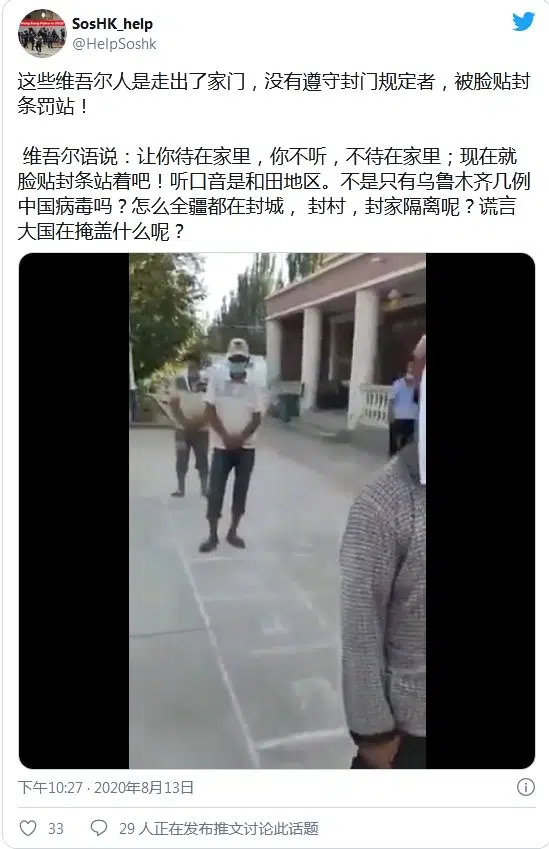 SosHK_help
@HelpSoshk
这些维吾尔人是走出了家门，没有遵守封门规定者，被脸贴封
条罚站！
维吾尔语说：让你待在家里，你不听，不待在家里；现在就
脸贴封条站着吧！听口音是和田地区。不是只有乌鲁木齐几例
中国病毒吗？怎么全疆都在封城， 封村，封家隔离呢？谎言
大国在掩盖什么呢？
下午10:27 · 2020年8月13日
33
29 人正在发布推文讨论此话题